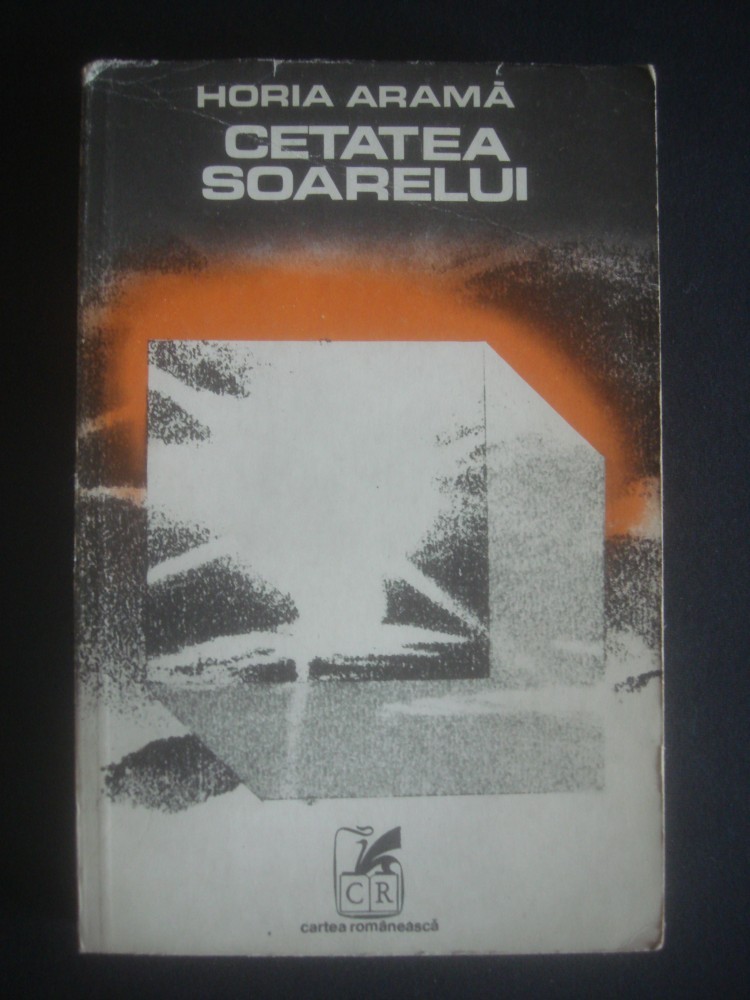 HORIA ARAMĂ
CETATEA
SOARELUI
CR
cartea românească